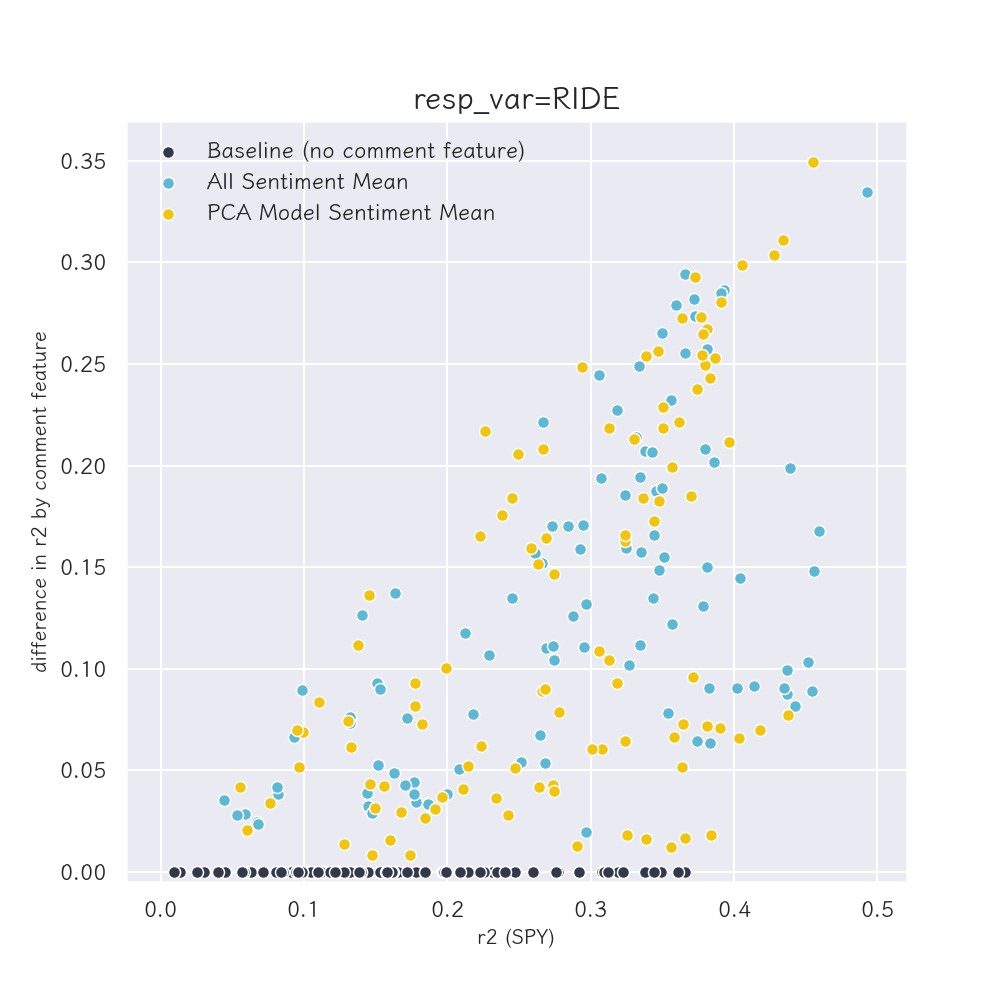 resp_var=RIDE
Baseline (no comment feature)
All Sentiment Mean
PCA Model Sentiment Mean
difference in r2 by comment feature
0.35
0.30
0.25
0.20
0.15
0.10
0.05
0.00
0.0 0.1 0.2 0.3 0.4 0.5
r2 (SPY)